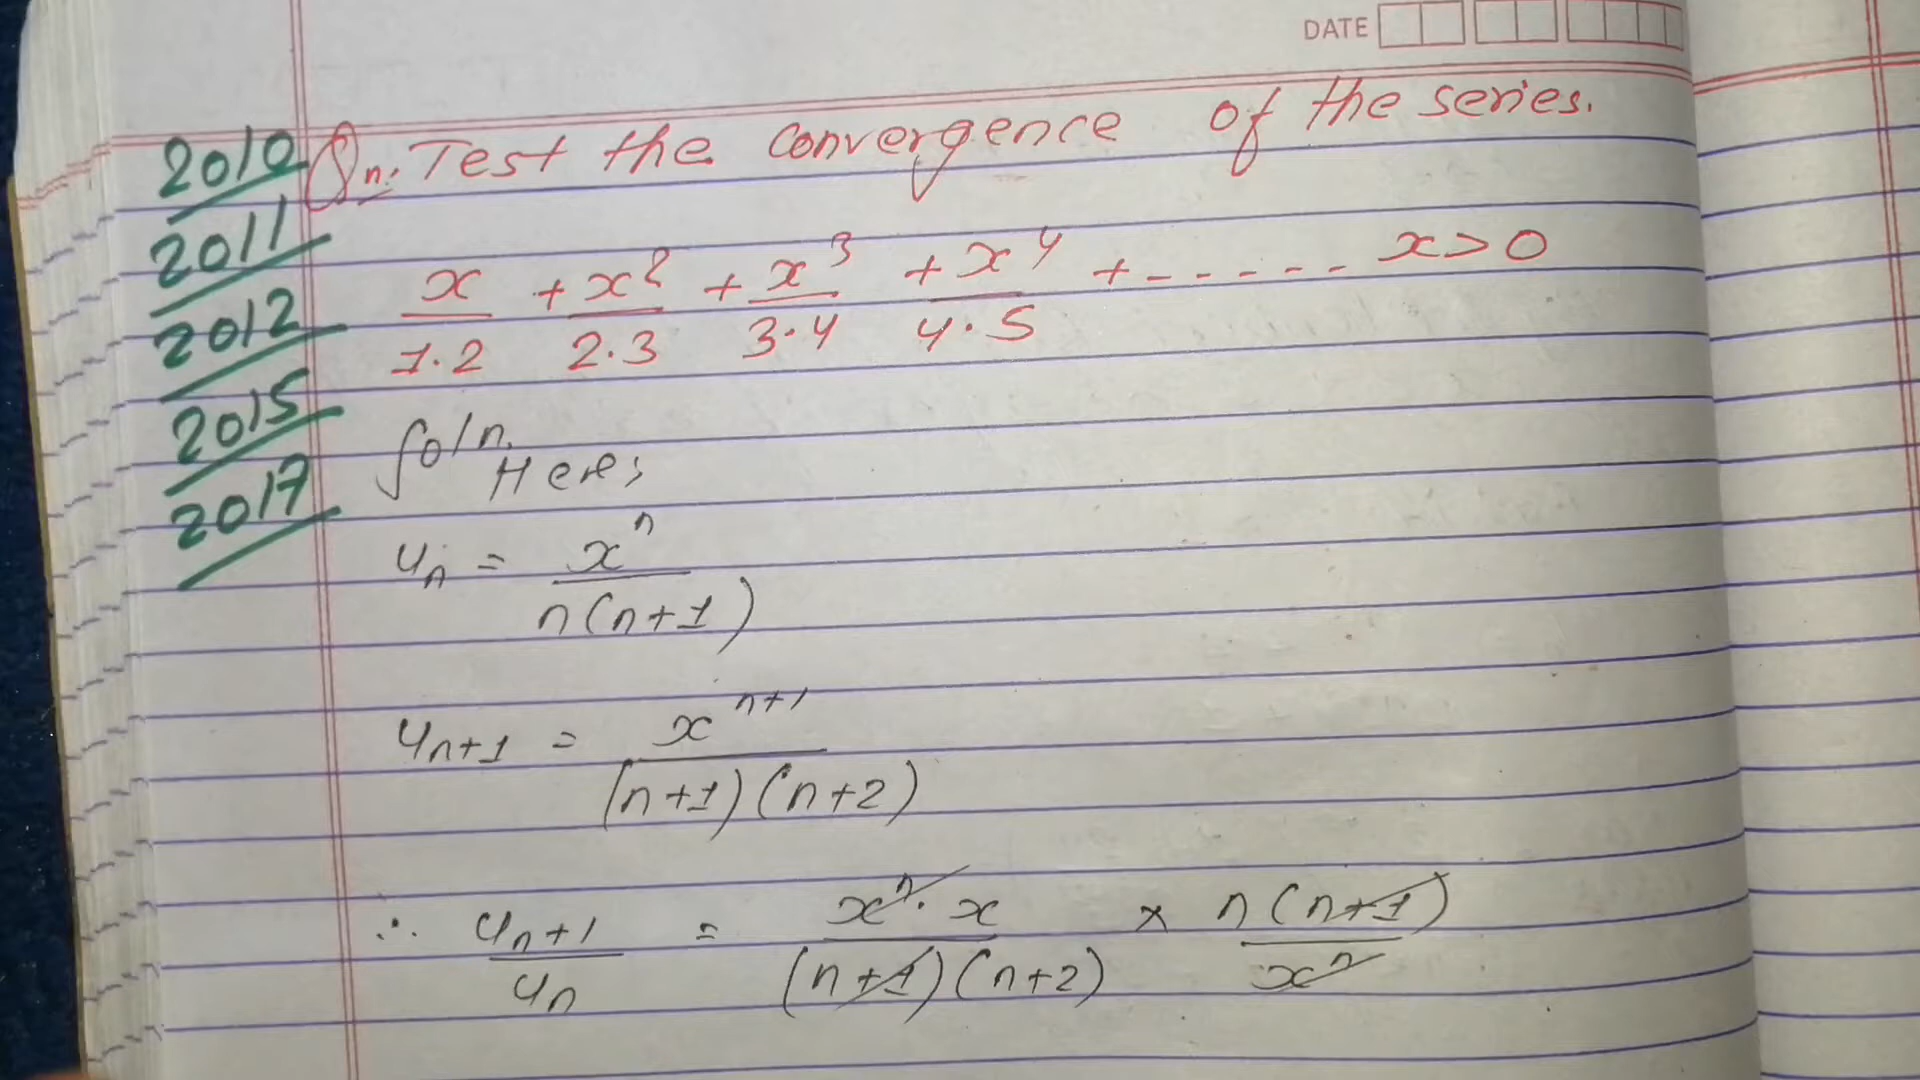 DATE
2010
2011
2012
2015
2017
Qn. Test the convergence of the series.
x/1.2 + x²/2.3 + x³/3.4 + x⁴/4.5 + ------ x>0
Soln.
Here,
uₙ = xⁿ/n(n+1)
uₙ₊₁ = xⁿ⁺¹/(n+1)(n+2)
∴ uₙ₊₁/uₙ = xⁿ.x/(n+1)(n+2) × n(n+1)/xⁿ